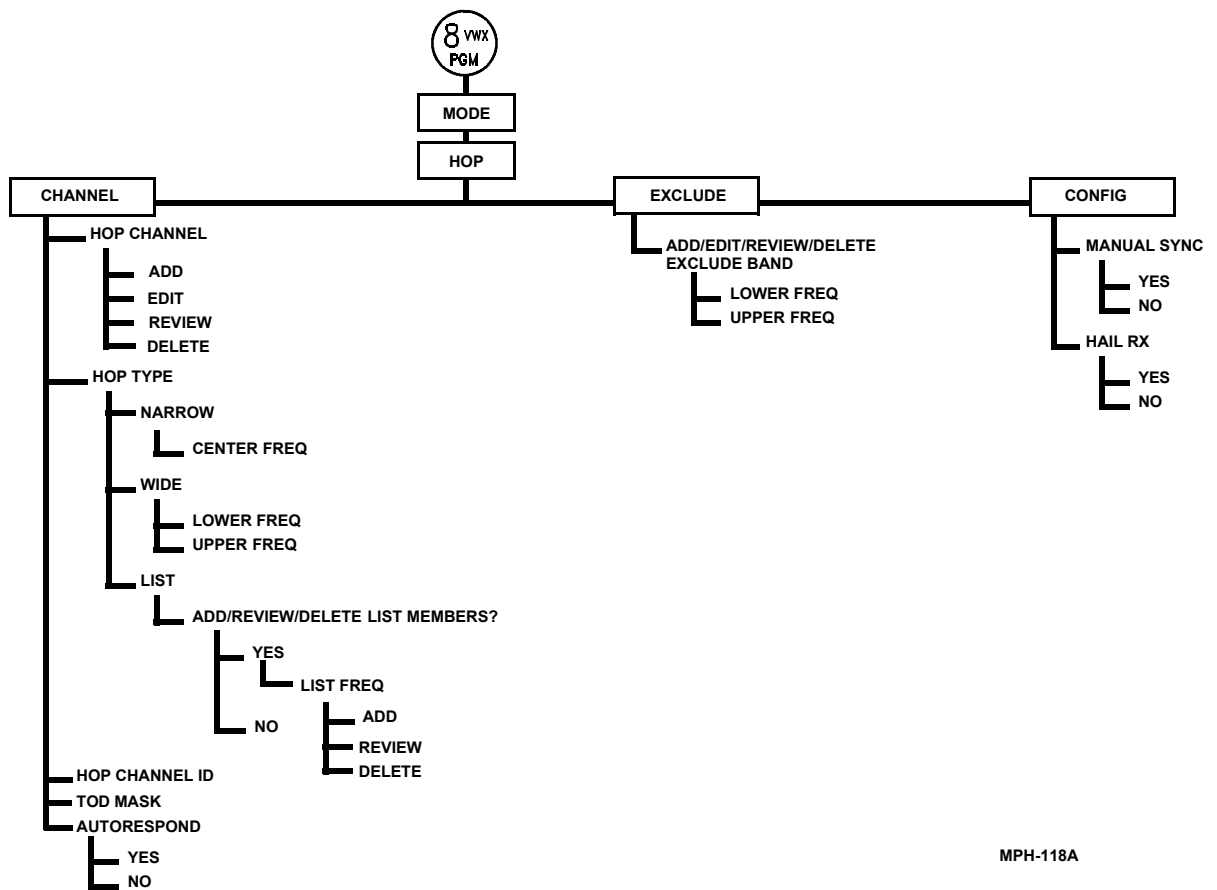 8 VWX
PGM
MODE
HOP
CHANNEL
HOP CHANNEL
ADD
EDIT
REVIEW
DELETE
HOP TYPE
NARROW
CENTER FREQ
WIDE
LOWER FREQ
UPPER FREQ
LIST
ADD/REVIEW/DELETE LIST MEMBERS?
YES
LIST FREQ
ADD
REVIEW
DELETE
NO
HOP CHANNEL ID
TOD MASK
AUTORESPOND
YES
NO
EXCLUDE
ADD/EDIT/REVIEW/DELETE
EXCLUDE BAND
LOWER FREQ
UPPER FREQ
CONFIG
MANUAL SYNC
YES
NO
HAIL RX
YES
NO
MPH-118A